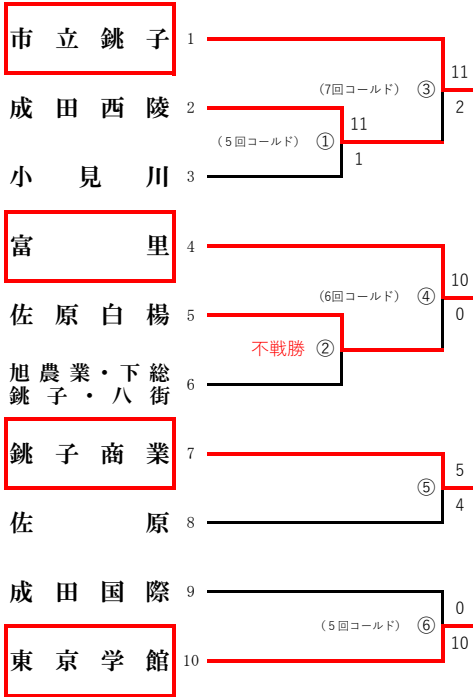 市立銚子 1
11
(7回コールド) ③
成田西陵 2
2
11
(５回コールド) ①
1
小見川 3
富里 4
10
(6回コールド) ④
佐原白楊 5
0
不戦勝 ②
旭農業・下総
銚子・八街 6
銚子商業 7
5
⑤
4
佐原 8
成田国際 9
0
(５回コールド) ⑥
10
東京学館 10